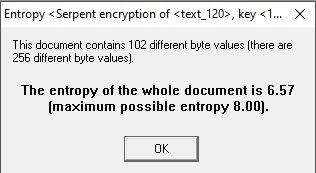 Entropy <Serpent encryption of <text_120>, key <1...
This document contains 102 different byte values (there are
256 different byte values).
The entropy of the whole document is 6.57
(maximum possible entropy 8.00).
OK